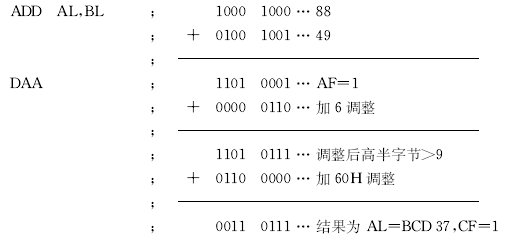 ADD AL,BL ; 1000 1000 … 88
; + 0100 1001 … 49
;
DAA ; 1101 0001 … AF=1
; + 0000 0110 … 加 6 调整
;
; 1101 0111 … 调整后高半字节>9
; + 0110 0000 … 加 60H 调整
;
; 0011 0111 … 结果为 AL=BCD 37,CF=1